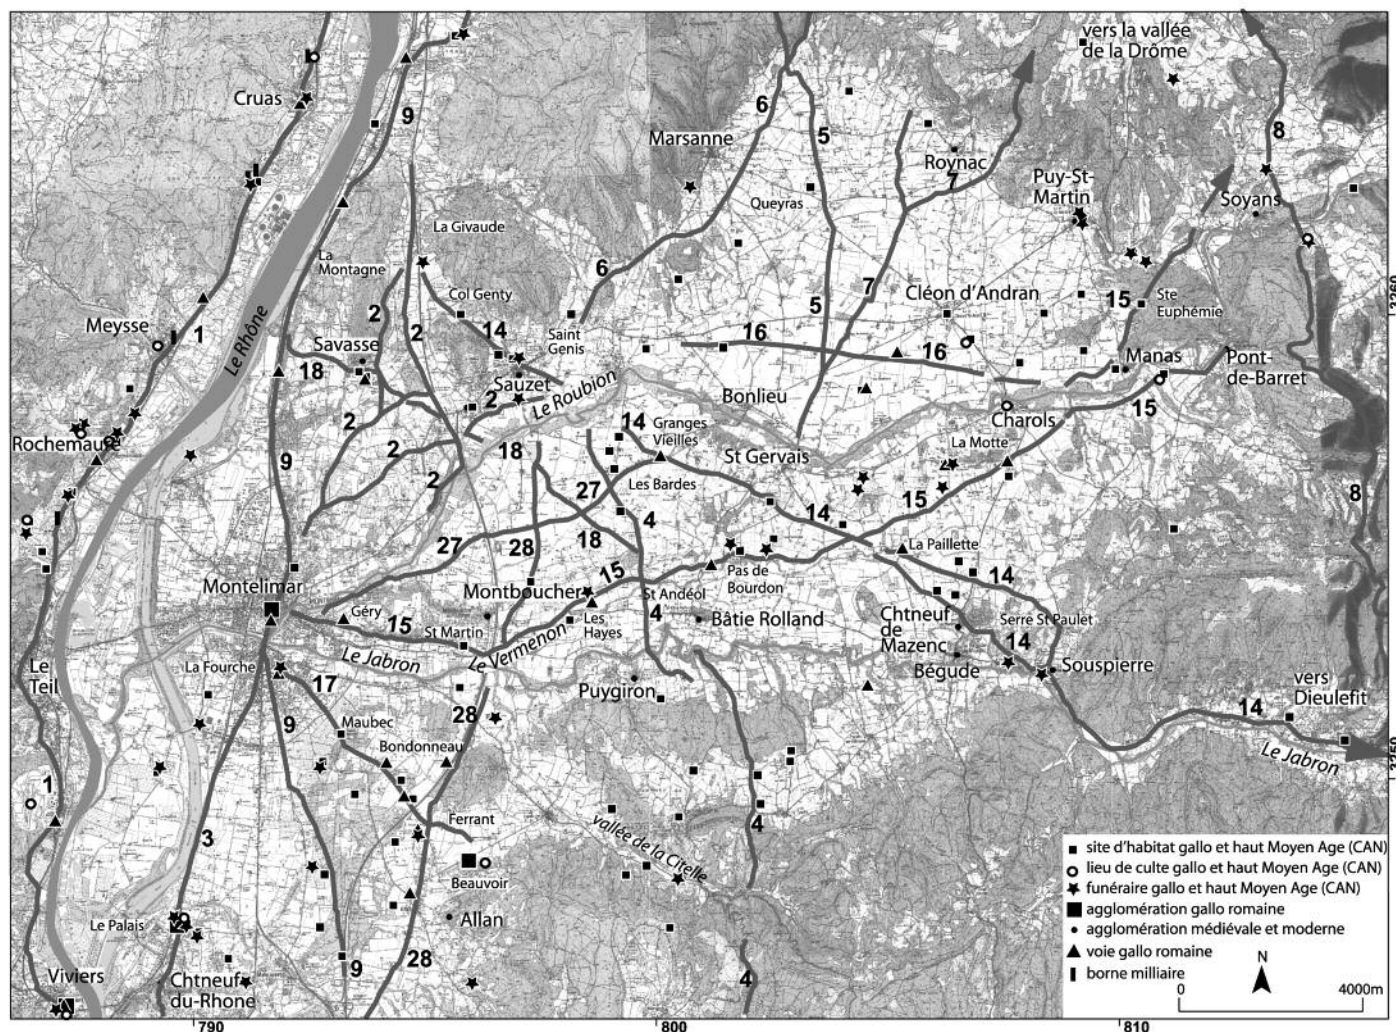 vers la vallée
de la Drôme
Cruas
9
6
5
Marsanne
Roynac
7
8
Puy-St-
Martin
Queyras
Soyans
La Givaude
La
Montagne
6
Le Rhône
2
Col Genty
5
7
Cléon d'Andran
15
Ste
Euphémie
3260
Meysse
1
2
14
Saint
Genis
16
16
Savasse
18
Sauzet
2
Le Roubion
Manas
Pont-
de-Barret
Bonlieu
15
Charols
2
14
Granges
Vieilles
Rochemaure
9
2
18
St Gervais
La Motte
2
27
Les Bardes
15
8
4
14
27
28
18
La Paillette
15
Pas de
Bourdon
14
Montelimar
Montboucher
St Andéol
Géry
15
St Martin
Les
Hayes
4
Bâtie Rolland
Chtneuf
de
Mazenc
Serre St Paulet
14
Le Jabron
Le Vermenon
Bégude
Souspierre
Le
Teil
La Fourche
17
Puygiron
vers
Dieulefit
9
28
14
Maubec
Bondonneau
Le Jabron
3250
1
3
Ferrant
vallée de la Citelle
4
Beauvoir
Allan
Le Palais
Viviers
9
28
4
Chtneuf
du-Rhone
site d'habitat gallo et haut Moyen Age (CAN)
lieu de culte gallo et haut Moyen Age (CAN)
funéraire gallo et haut Moyen Age (CAN)
agglomération gallo romaine
agglomération médiévale et moderne
voie gallo romaine
borne milliaire
N
0
4000m
790
800
810